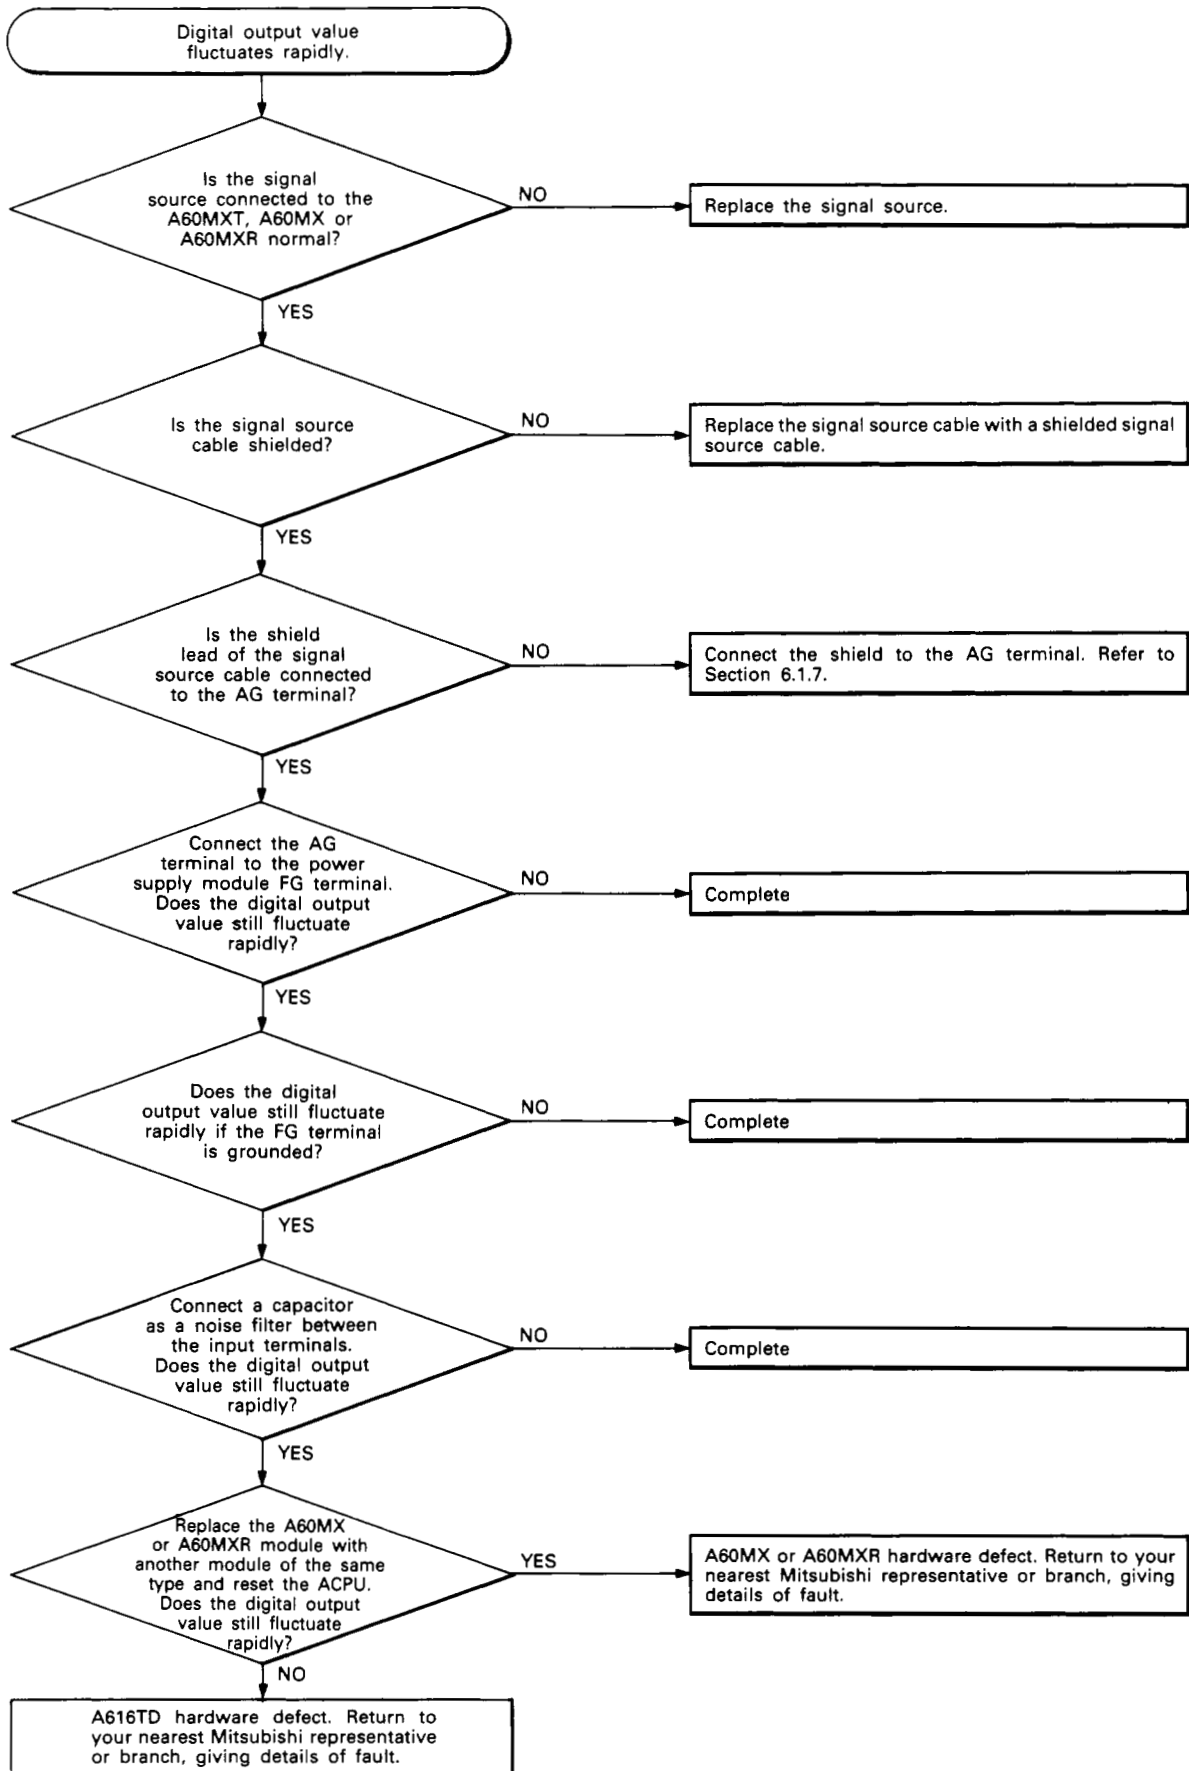 Digital output value
fluctuates rapidly.
Is the signal
source connected to the
A60MXT, A60MX or
A60MXR normal?
NO
Replace the signal source.
YES
Is the signal source
cable shielded?
NO
Replace the signal source cable with a shielded signal
source cable.
YES
Is the shield
lead of the signal
source cable connected
to the AG terminal?
NO
Connect the shield to the AG terminal. Refer to
Section 6.1.7.
YES
Connect the AG
terminal to the power
supply module FG terminal.
Does the digital output
value still fluctuate
rapidly?
NO
Complete
YES
Does the digital
output value still fluctuate
rapidly if the FG terminal
is grounded?
NO
Complete
YES
Connect a capacitor
as a noise filter between
the input terminals.
Does the digital output
value still fluctuate
rapidly?
NO
Complete
YES
Replace the A60MX
or A60MXR module with
another module of the same
type and reset the ACPU.
Does the digital output
value still fluctuate
rapidly?
YES
A60MX or A60MXR hardware defect. Return to your
nearest Mitsubishi representative or branch, giving
details of fault.
NO
A616TD hardware defect. Return to
your nearest Mitsubishi representative
or branch, giving details of fault.